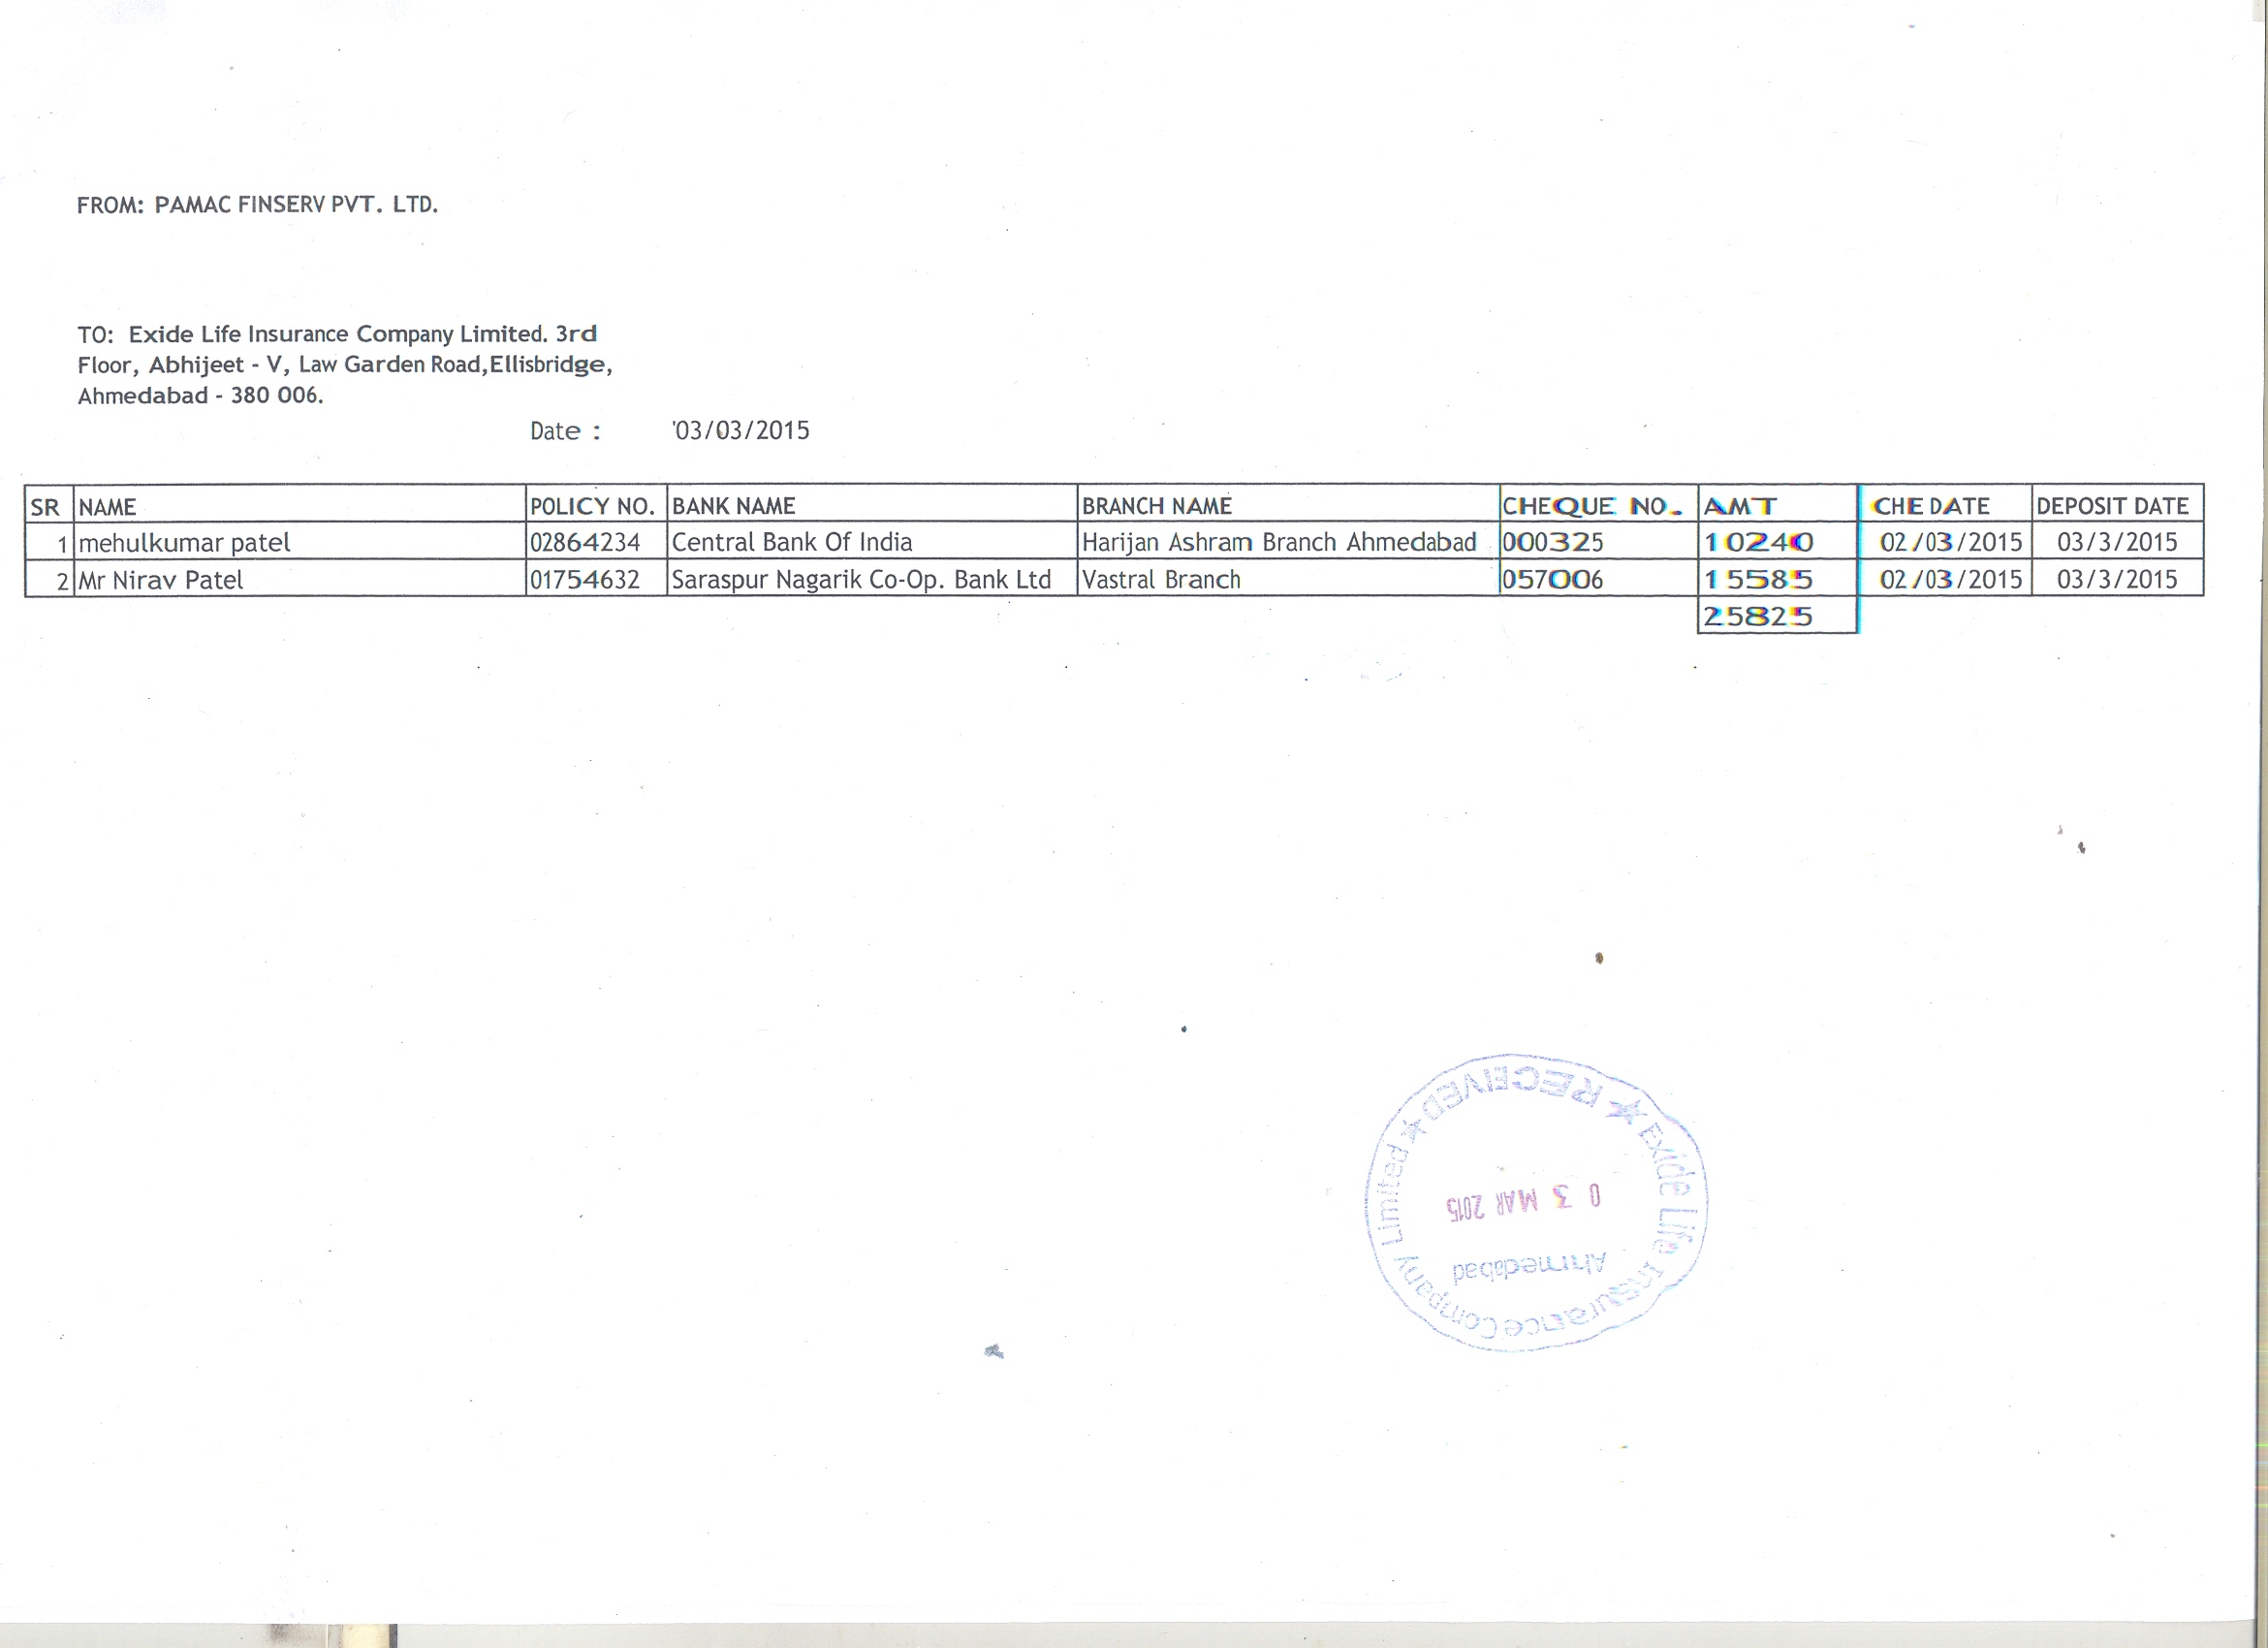 FROM: PAMAC FINSERV PVT. LTD.
TO: Exide Life Insurance Company Limited. 3rd
Floor, Abhijeet - V, Law Garden Road,Ellisbridge,
Ahmedabad - 380 006.
Date : '03/03/2015
SR NAME POLICY NO. BANK NAME BRANCH NAME CHEQUE NO. AMT CHE DATE DEPOSIT DATE
1 mehulkumar patel 02864234 Central Bank Of India Harijan Ashram Branch Ahmedabad 000325 10240 02/03/2015 03/3/2015
2 Mr Nirav Patel 01754632 Saraspur Nagarik Co-Op. Bank Ltd Vastral Branch 057006 15585 02/03/2015 03/3/2015
25825
★ RECEIVED ★
Exide Life Insurance Company Limited
Ahmedabad
03 MAR 2015